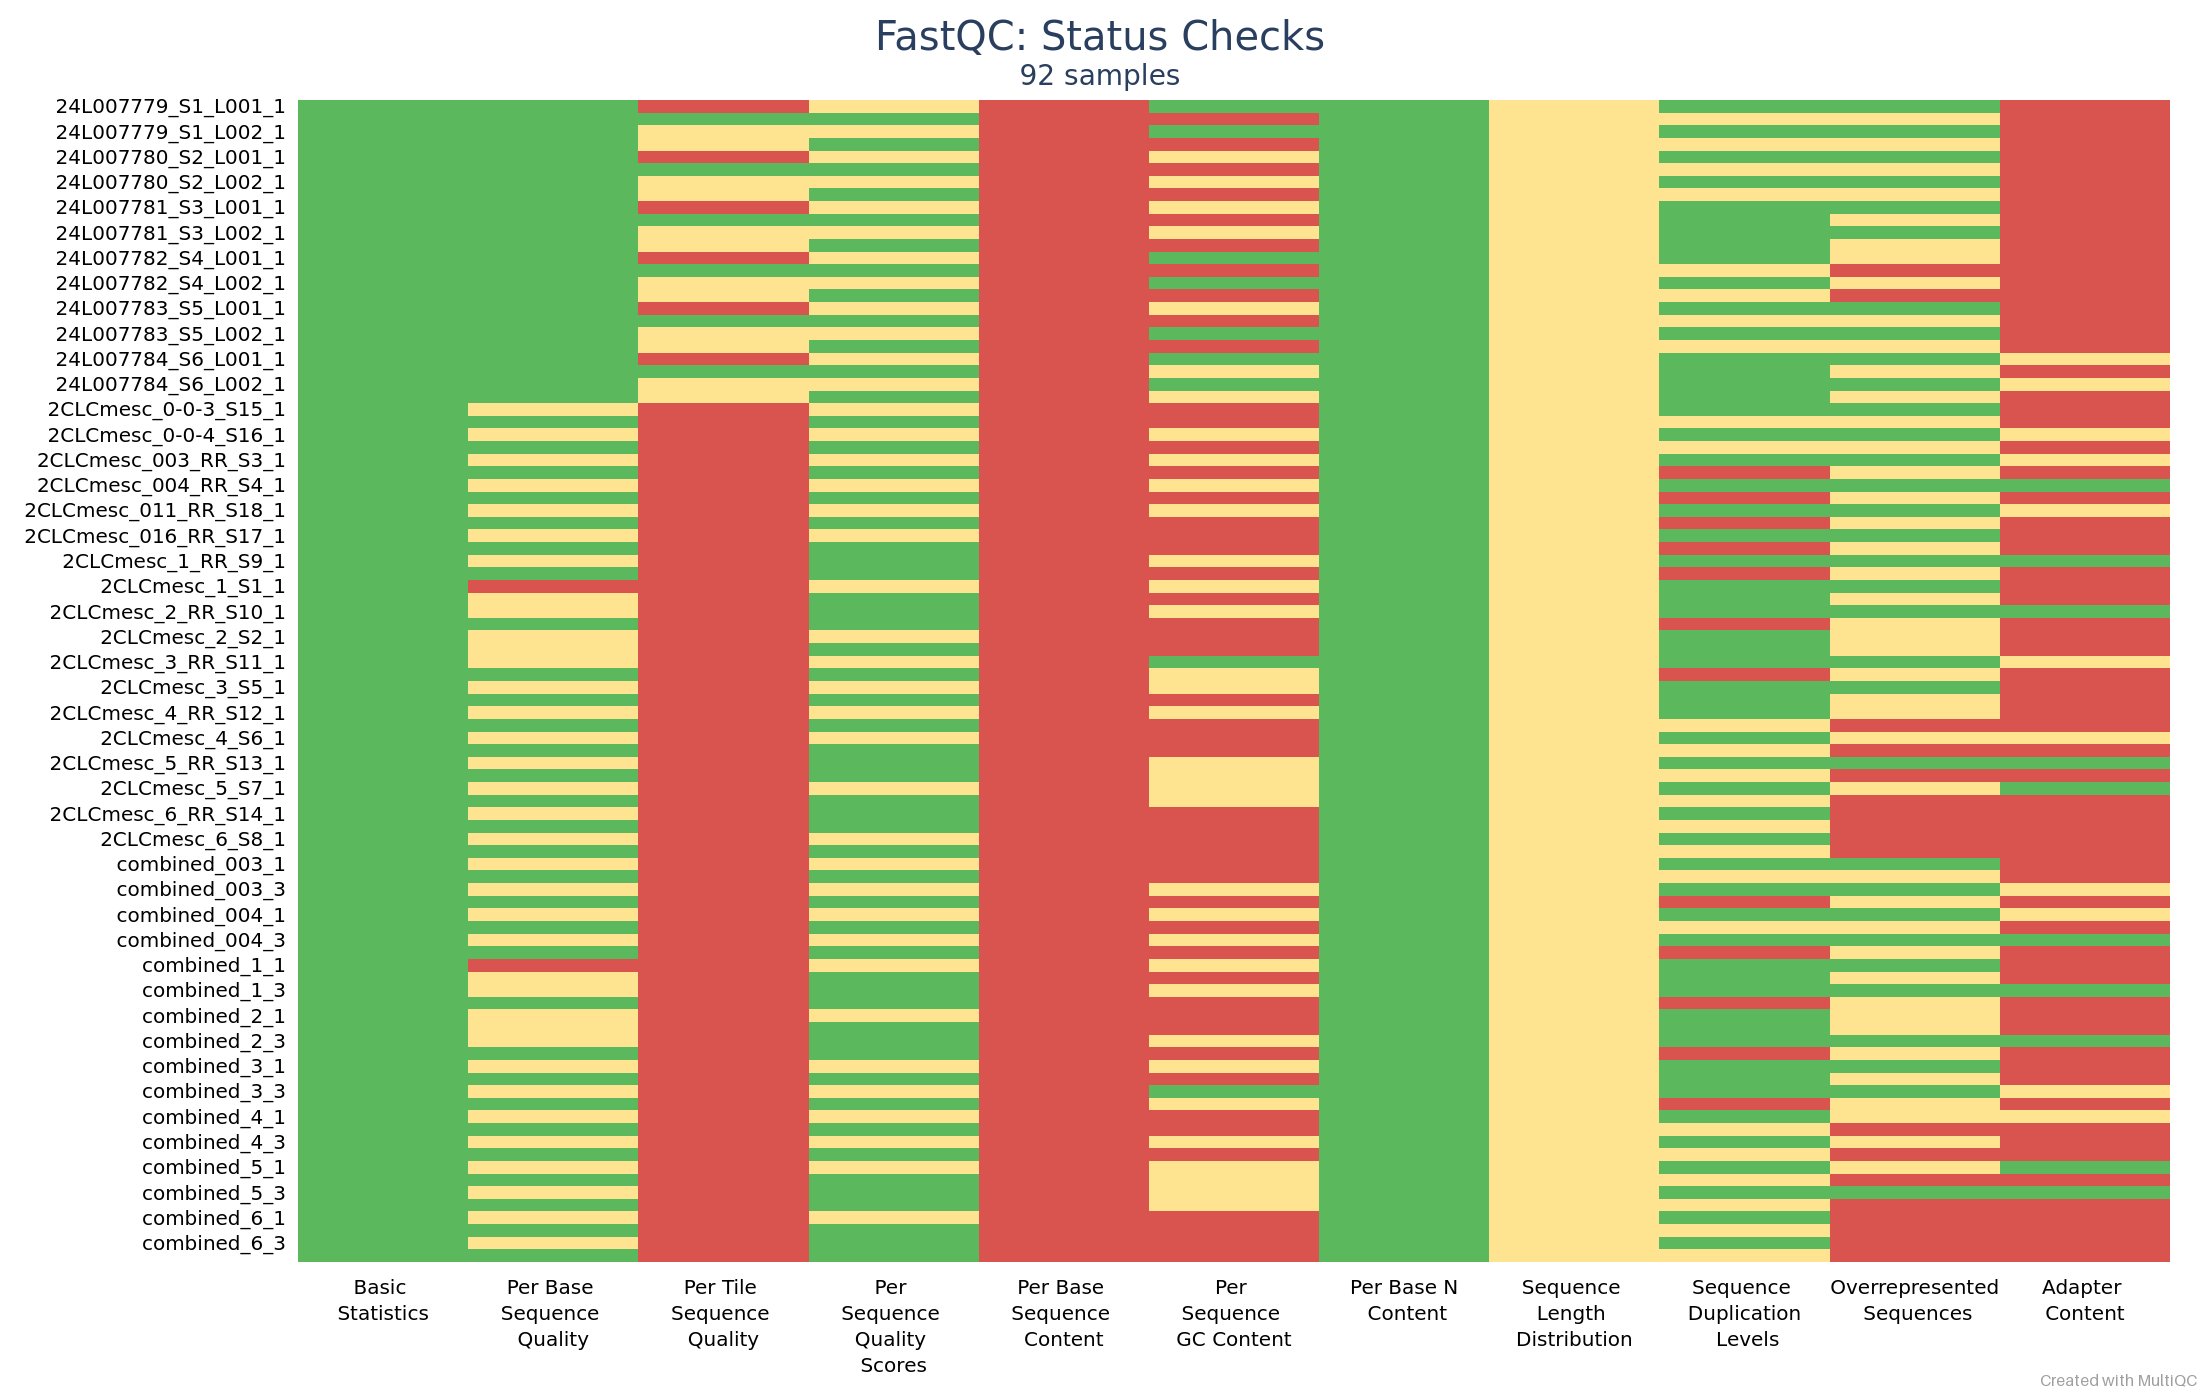 FastQC: Status Checks
92 samples
24L007779_S1_L001_1
24L007779_S1_L002_1
24L007780_S2_L001_1
24L007780_S2_L002_1
24L007781_S3_L001_1
24L007781_S3_L002_1
24L007782_S4_L001_1
24L007782_S4_L002_1
24L007783_S5_L001_1
24L007783_S5_L002_1
24L007784_S6_L001_1
24L007784_S6_L002_1
2CLCmesc_0-0-3_S15_1
2CLCmesc_0-0-4_S16_1
2CLCmesc_003_RR_S3_1
2CLCmesc_004_RR_S4_1
2CLCmesc_011_RR_S18_1
2CLCmesc_016_RR_S17_1
2CLCmesc_1_RR_S9_1
2CLCmesc_1_S1_1
2CLCmesc_2_RR_S10_1
2CLCmesc_2_S2_1
2CLCmesc_3_RR_S11_1
2CLCmesc_3_S5_1
2CLCmesc_4_RR_S12_1
2CLCmesc_4_S6_1
2CLCmesc_5_RR_S13_1
2CLCmesc_5_S7_1
2CLCmesc_6_RR_S14_1
2CLCmesc_6_S8_1
combined_003_1
combined_003_3
combined_004_1
combined_004_3
combined_1_1
combined_1_3
combined_2_1
combined_2_3
combined_3_1
combined_3_3
combined_4_1
combined_4_3
combined_5_1
combined_5_3
combined_6_1
combined_6_3
Basic
Statistics
Per Base
Sequence
Quality
Per Tile
Sequence
Quality
Per
Sequence
Quality
Scores
Per Base
Sequence
Content
Per
Sequence
GC Content
Per Base N
Content
Sequence
Length
Distribution
Sequence
Duplication
Levels
Overrepresented
Sequences
Adapter
Content
Created with MultiQC